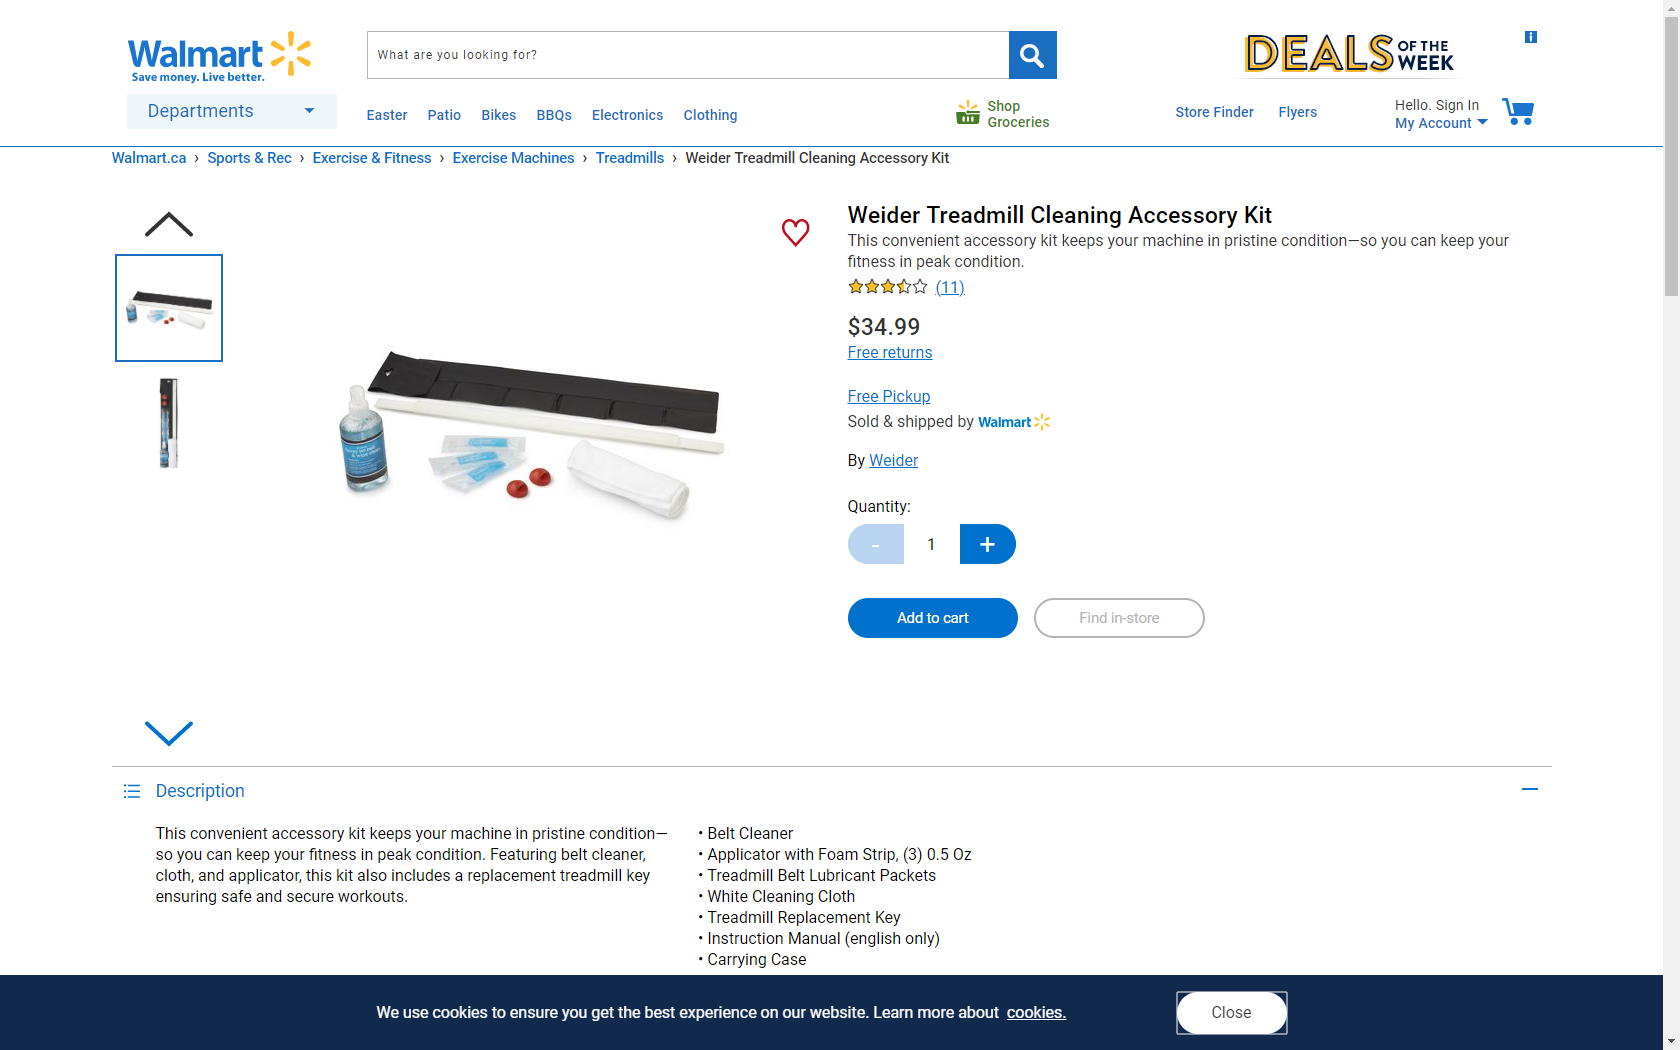 Walmart
Save money. Live better.
What are you looking for?
DEALS OF THE WEEK
Departments
Easter
Patio
Bikes
BBQs
Electronics
Clothing
Shop
Groceries
Store Finder
Flyers
Hello. Sign In
My Account
Walmart.ca › Sports & Rec › Exercise & Fitness › Exercise Machines › Treadmills › Weider Treadmill Cleaning Accessory Kit
Weider Treadmill Cleaning Accessory Kit
This convenient accessory kit keeps your machine in pristine condition—so you can keep your
fitness in peak condition.
(11)
$34.99
Free returns
Free Pickup
Sold & shipped by Walmart
By Weider
Quantity:
- 1 +
Add to cart
Find in-store
Description
This convenient accessory kit keeps your machine in pristine condition—
so you can keep your fitness in peak condition. Featuring belt cleaner,
cloth, and applicator, this kit also includes a replacement treadmill key
ensuring safe and secure workouts.
• Belt Cleaner
• Applicator with Foam Strip, (3) 0.5 Oz
• Treadmill Belt Lubricant Packets
• White Cleaning Cloth
• Treadmill Replacement Key
• Instruction Manual (english only)
• Carrying Case
We use cookies to ensure you get the best experience on our website. Learn more about cookies.
Close